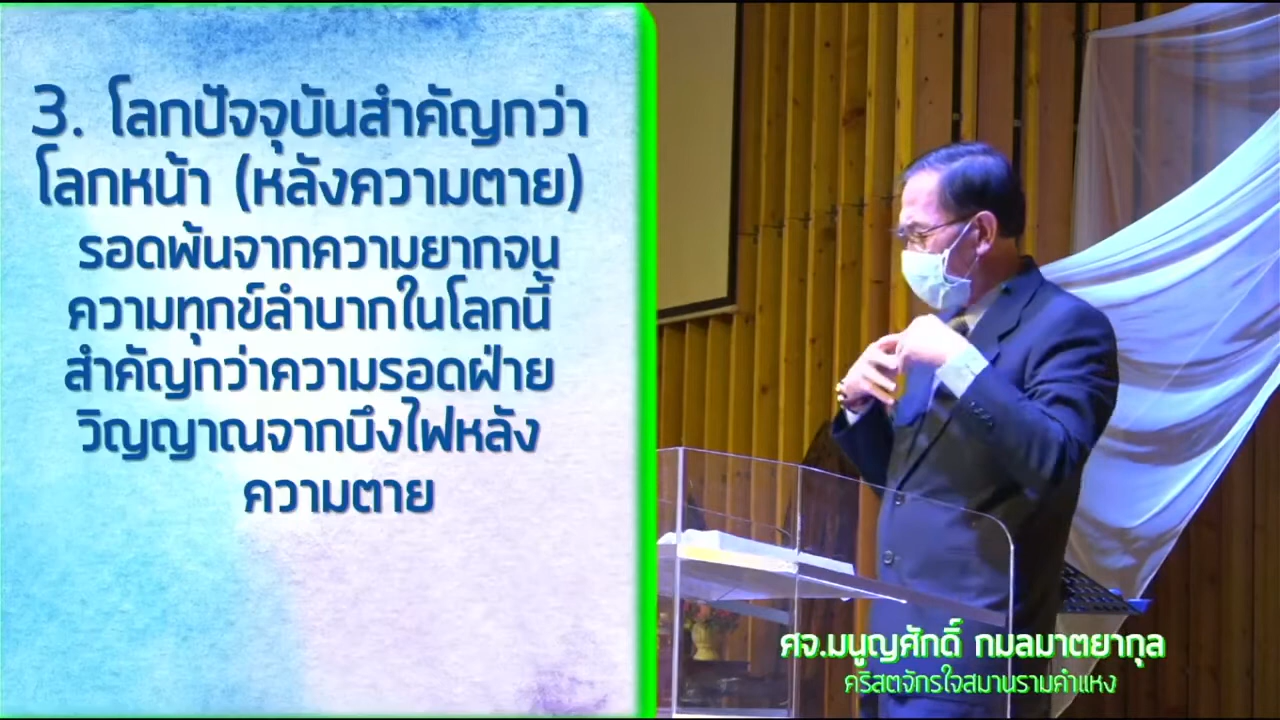 3. โลกปัจจุบันสำคัญกว่า
โลกหน้า (หลังความตาย)
รอดพ้นจากความยากจน
ความทุกข์ลำบากในโลกนี้
สำคัญกว่าความรอดฝ่าย
วิญญาณจากบึงไฟหลัง
ความตาย
ศจ.มนูญศักดิ์ กมลมาตยากุล
คริสตจักรใจสมานรามคำแหง